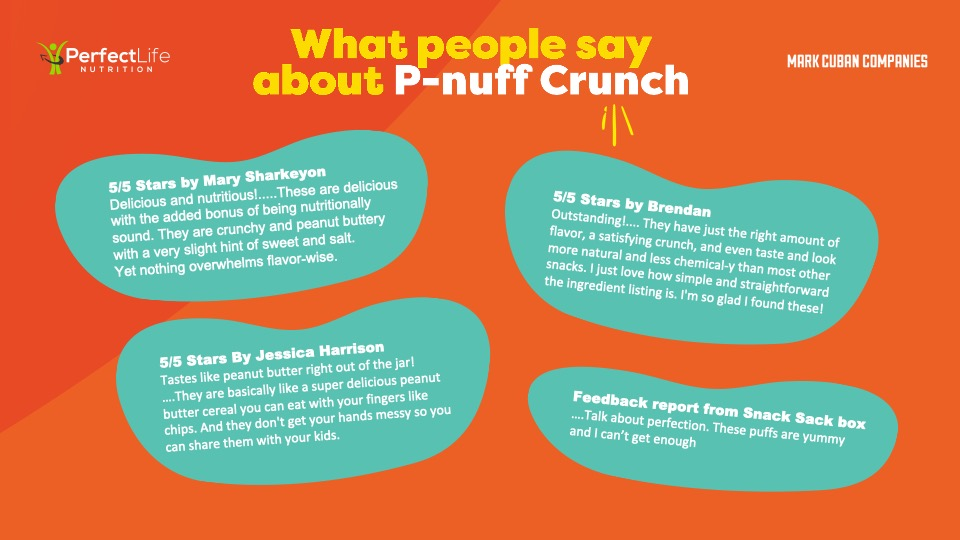 PerfectLife
NUTRITION
What people say
about P-nuff Crunch
MARK CUBAN COMPANIES
5/5 Stars by Mary Sharkeyon
Delicious and nutritious!.....These are delicious
with the added bonus of being nutritionally
sound. They are crunchy and peanut buttery
with a very slight hint of sweet and salt.
Yet nothing overwhelms flavor-wise.
5/5 Stars by Brendan
Outstanding!.... They have just the right amount of
flavor, a satisfying crunch, and even taste and look
more natural and less chemical-y than most other
snacks. I just love how simple and straightforward
the ingredient listing is. I'm so glad I found these!
5/5 Stars By Jessica Harrison
Tastes like peanut butter right out of the jar!
....They are basically like a super delicious peanut
butter cereal you can eat with your fingers like
chips. And they don't get your hands messy so you
can share them with your kids.
Feedback report from Snack Sack box
....Talk about perfection. These puffs are yummy
and I can't get enough